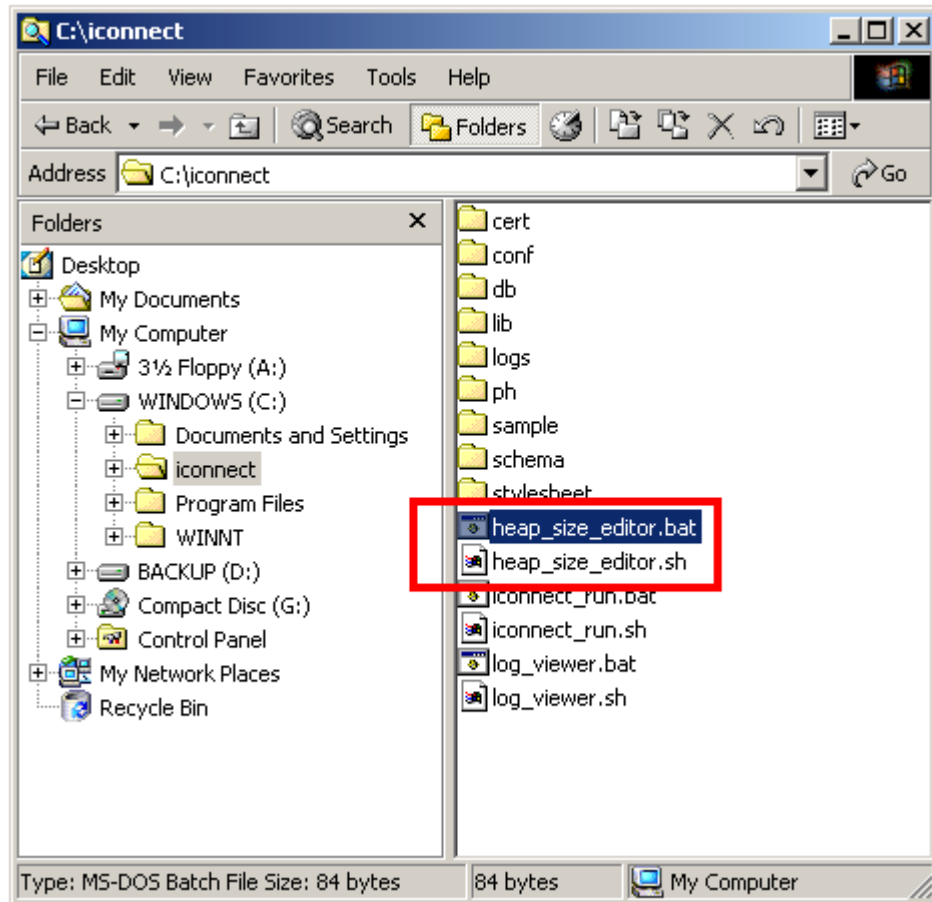 C:\iconnect
File Edit View Favorites Tools Help
Back Search Folders
Address C:\iconnect Go
Folders
Desktop
My Documents
My Computer
3½ Floppy (A:)
WINDOWS (C:)
Documents and Settings
iconnect
Program Files
WINNT
BACKUP (D:)
Compact Disc (G:)
Control Panel
My Network Places
Recycle Bin
cert
conf
db
lib
logs
ph
sample
schema
stylesheet
heap_size_editor.bat
heap_size_editor.sh
iconnect_run.bat
iconnect_run.sh
log_viewer.bat
log_viewer.sh
Type: MS-DOS Batch File Size: 84 bytes 84 bytes My Computer